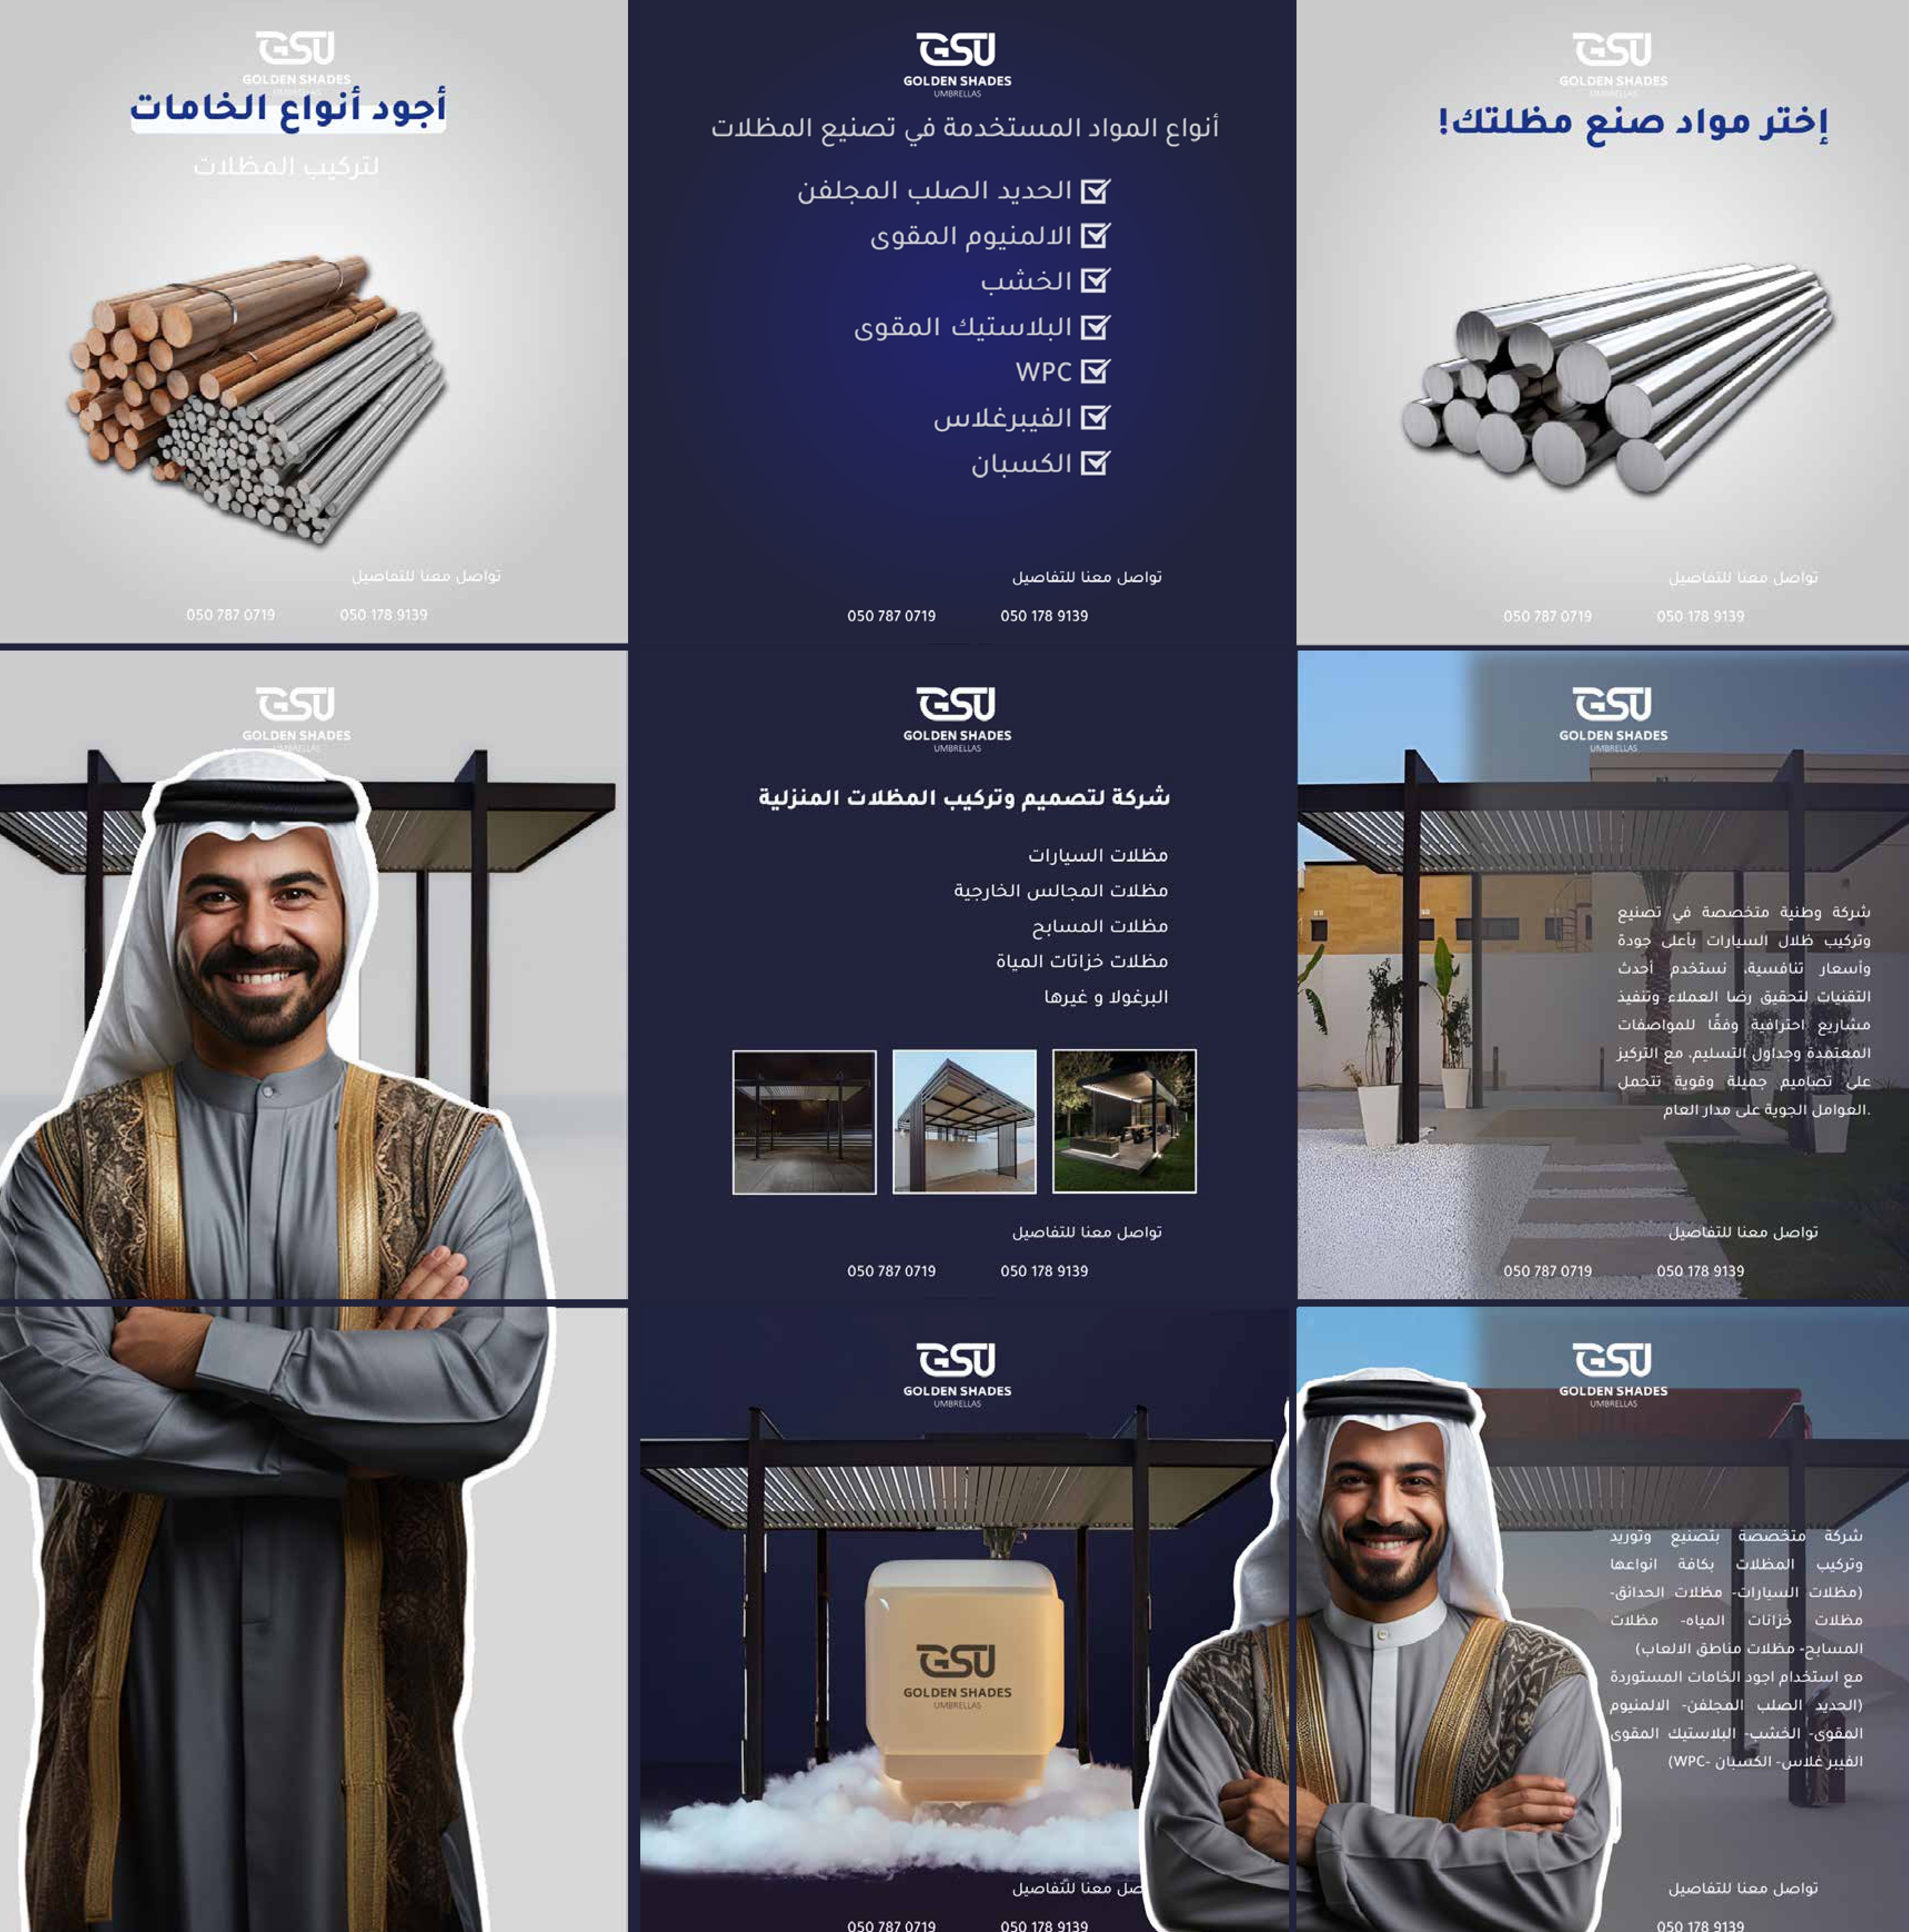 GSU
GOLDEN SHADES
UMBRELLAS
أجود أنواع الخامات
لتركيب المظلات
تواصل معنا للتفاصيل
050 787 0719
050 178 9139
GSU
GOLDEN SHADES
UMBRELLAS
أنواع المواد المستخدمة في تصنيع المظلات
الحديد الصلب المجلفن
الالمنيوم المقوى
الخشب
البلاستيك المقوى
WPC
الفيبرغلاس
الكسبان
تواصل معنا للتفاصيل
050 787 0719
050 178 9139
GSU
GOLDEN SHADES
UMBRELLAS
إختر مواد صنع مظلتك!
تواصل معنا للتفاصيل
050 787 0719
050 178 9139
GSU
GOLDEN SHADES
UMBRELLAS
GSU
GOLDEN SHADES
UMBRELLAS
شركة لتصميم وتركيب المظلات المنزلية
مظلات السيارات
مظلات المجالس الخارجية
مظلات المسابح
مظلات خزاتات المياة
البرغولا و غيرها
تواصل معنا للتفاصيل
050 787 0719
050 178 9139
GSU
GOLDEN SHADES
UMBRELLAS
شركة وطنية متخصصة في تصنيع
وتركيب ظلال السيارات بأعلى جودة
وأسعار تنافسية، نستخدم أحدث
التقنيات لتحقيق رضا العملاء وتنفيذ
مشاريع احترافية وفقًا للمواصفات
المعتمدة وجداول التسليم، مع التركيز
على تصاميم جميلة وقوية تتحمل
.العوامل الجوية على مدار العام
تواصل معنا للتفاصيل
050 787 0719
050 178 9139
GSU
GOLDEN SHADES
UMBRELLAS
GSU
GOLDEN SHADES
UMBRELLAS
صل معنا للتفاصيل
050 787 0719
050 178 9139
GSU
GOLDEN SHADES
UMBRELLAS
شركة متخصصة بتصنيع وتوريد
وتركيب المظلات بكافة انواعها
(مظلات السيارات- مظلات الحدائق-
مظلات خزانات المياه- مظلات
المسابح- مظلات مناطق الالعاب)
مع استخدام اجود الخامات المستوردة
(الحديد الصلب المجلفن- الالمنيوم
المقوى- الخشب- البلاستيك المقوى
الفيبر غلاس- الكسبان -WPC)
تواصل معنا للتفاصيل
050 178 9139